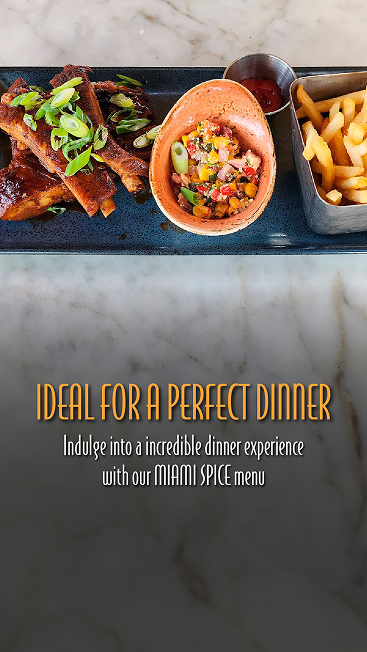 IDEAL FOR A PERFECT DINNER
Indulge into a incredible dinner experience
with our MIAMI SPICE menu